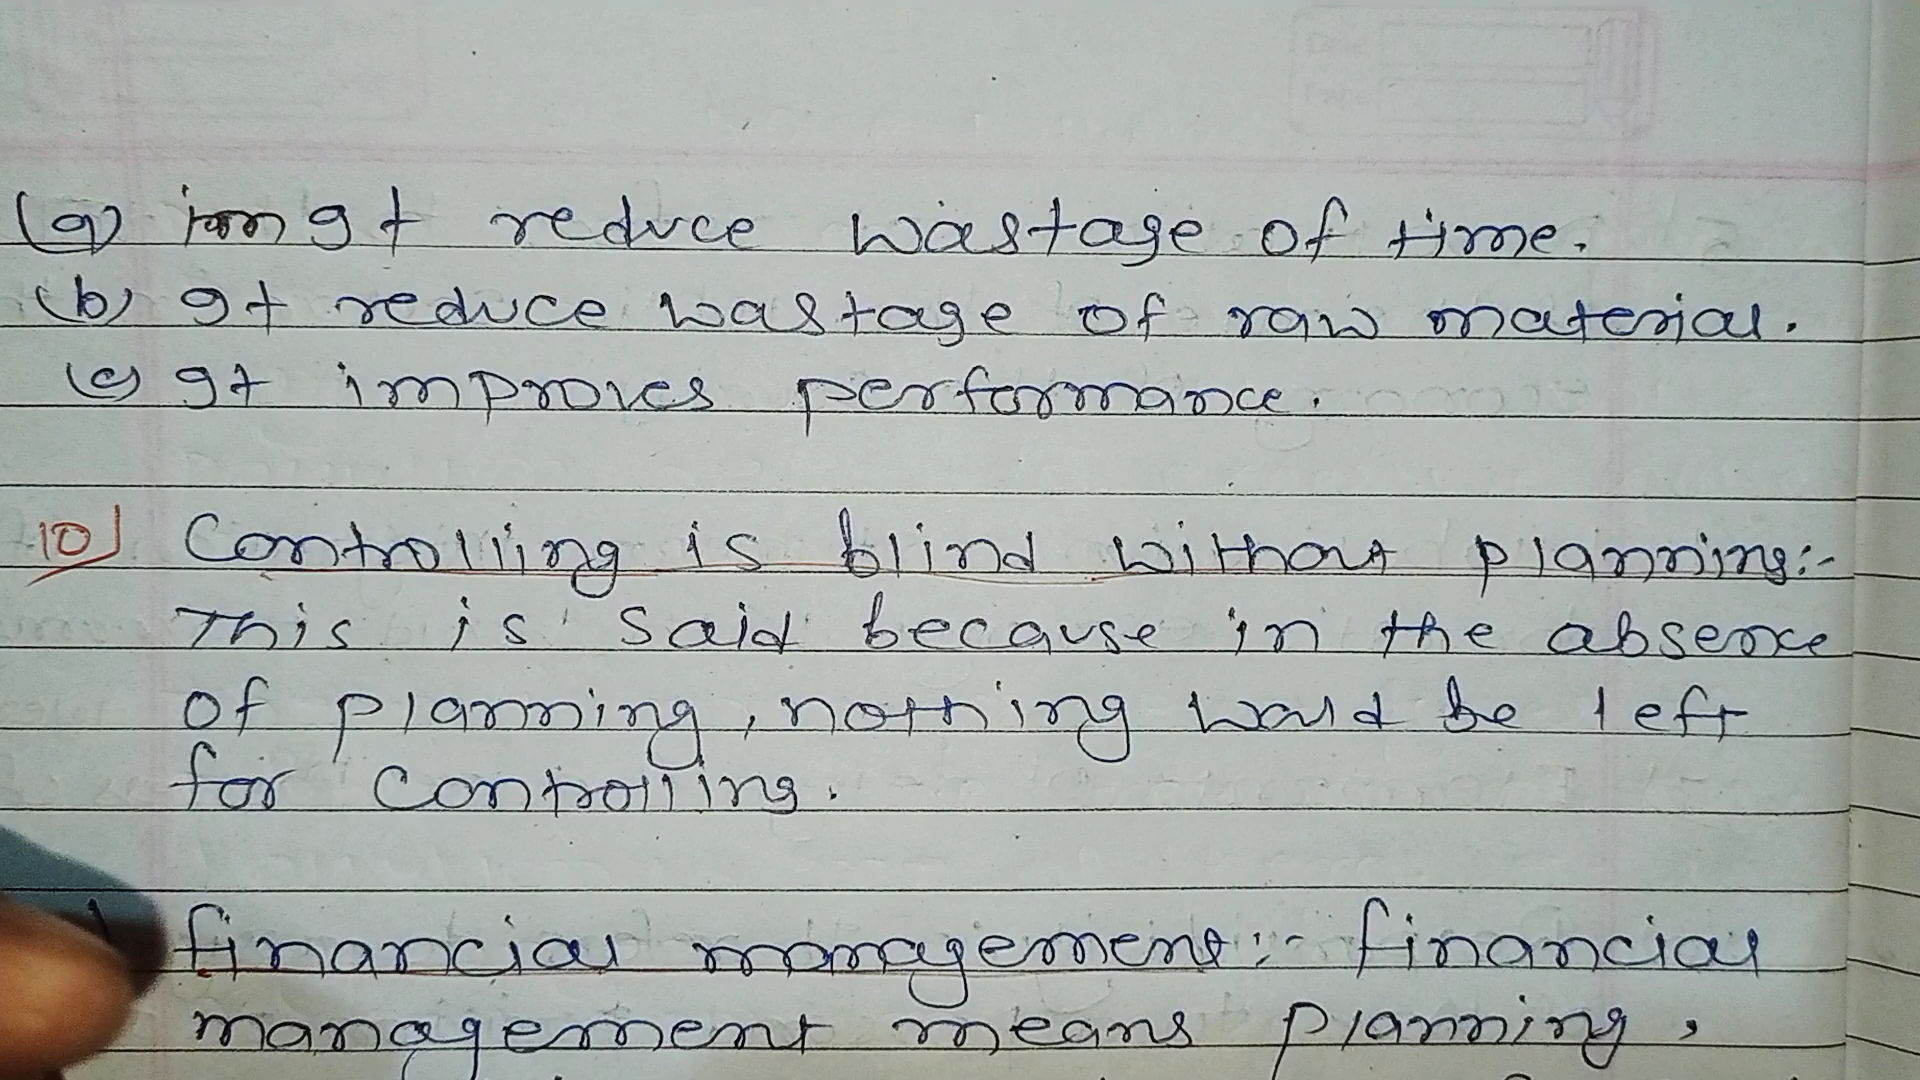 (a) It reduce wastage of time.
(b) It reduce wastage of raw material.
(c) It improves performance.
10) Controlling is blind without planning:-
This is said because in the absence
of planning, nothing would be left
for controlling.
financial management:- financial
management means planning,